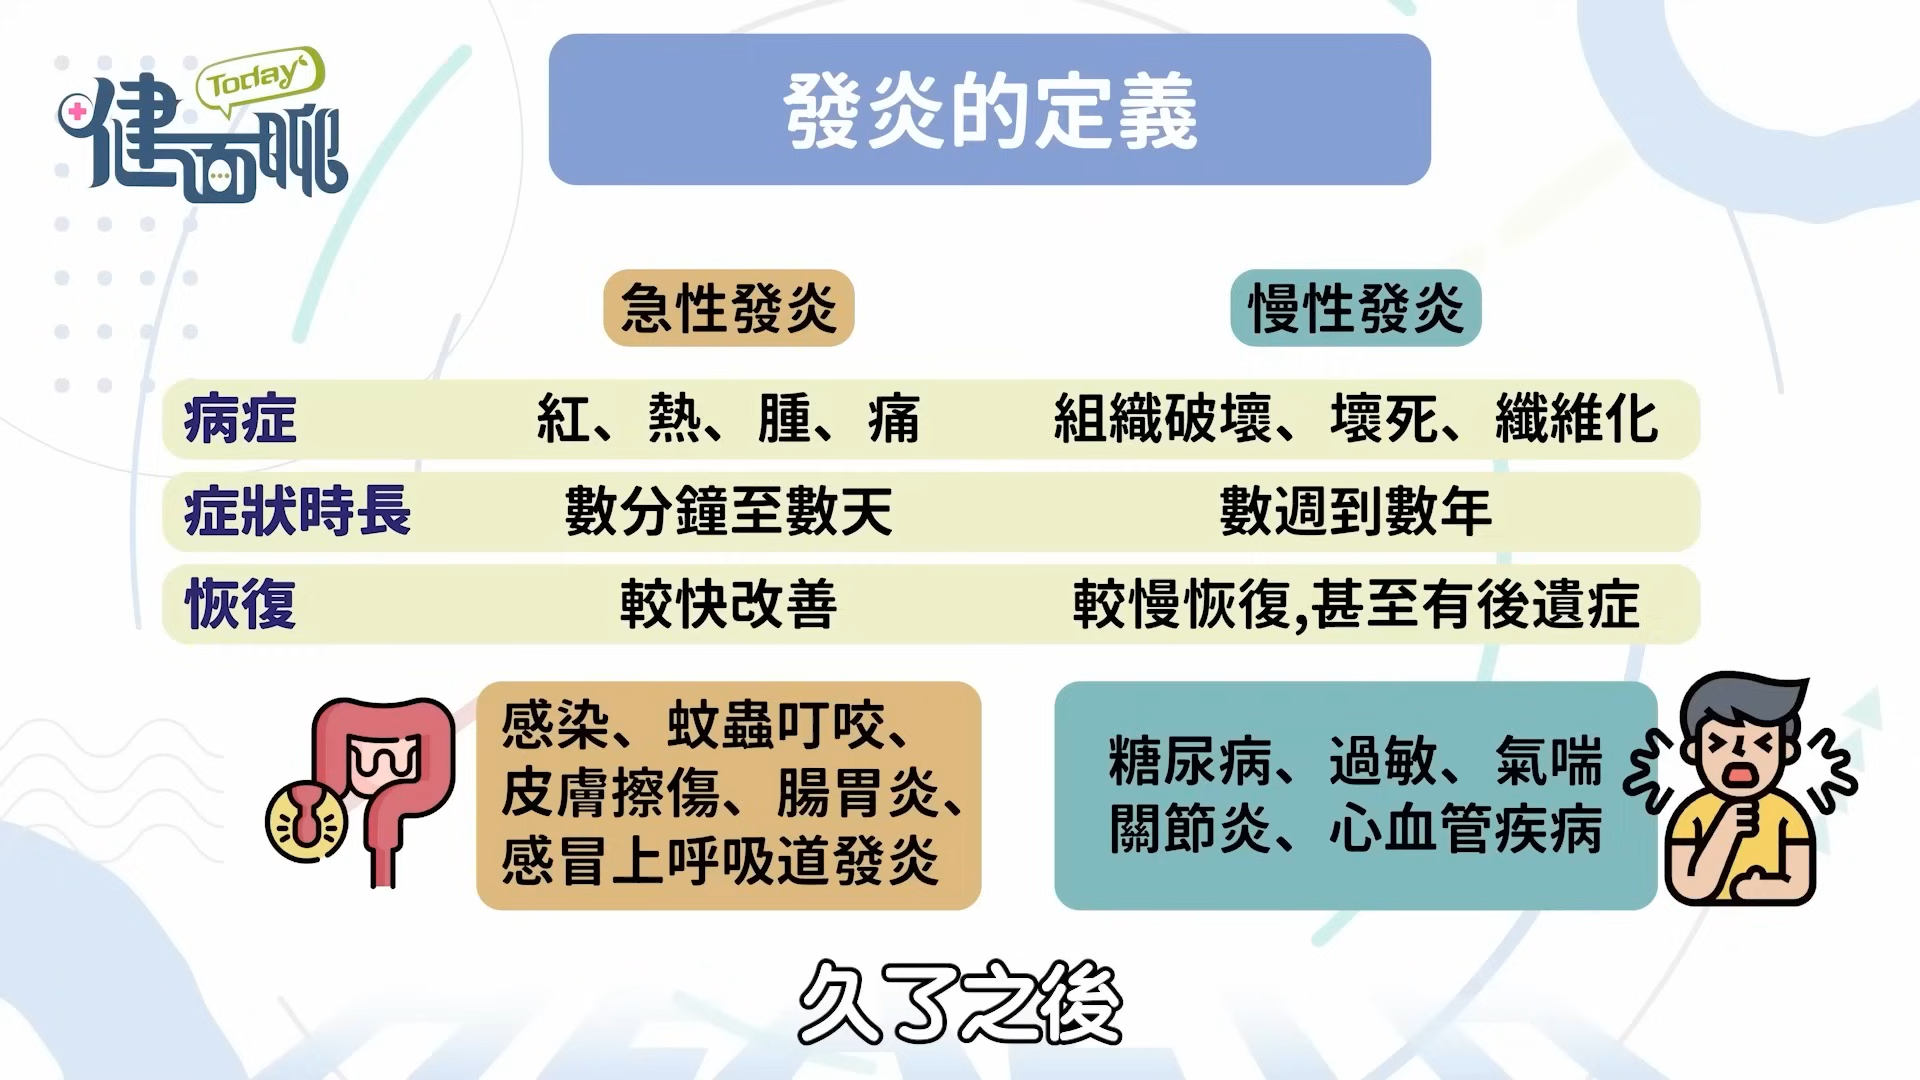 Today
健面聊
發炎的定義
急性發炎 慢性發炎
病症 紅、熱、腫、痛 組織破壞、壞死、纖維化
症狀時長 數分鐘至數天 數週到數年
恢復 較快改善 較慢恢復,甚至有後遺症
感染、蚊蟲叮咬、
皮膚擦傷、腸胃炎、
感冒上呼吸道發炎
糖尿病、過敏、氣喘
關節炎、心血管疾病
久了之後